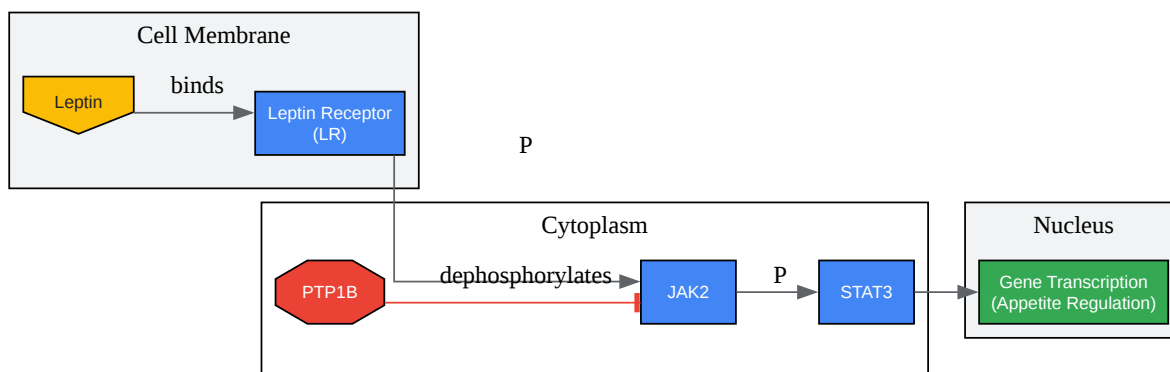 Cell Membrane
binds
Leptin
Leptin Receptor
(LR)
P
Cytoplasm
Nucleus
dephosphorylates
P
PTP1B
JAK2
STAT3
Gene Transcription
(Appetite Regulation)